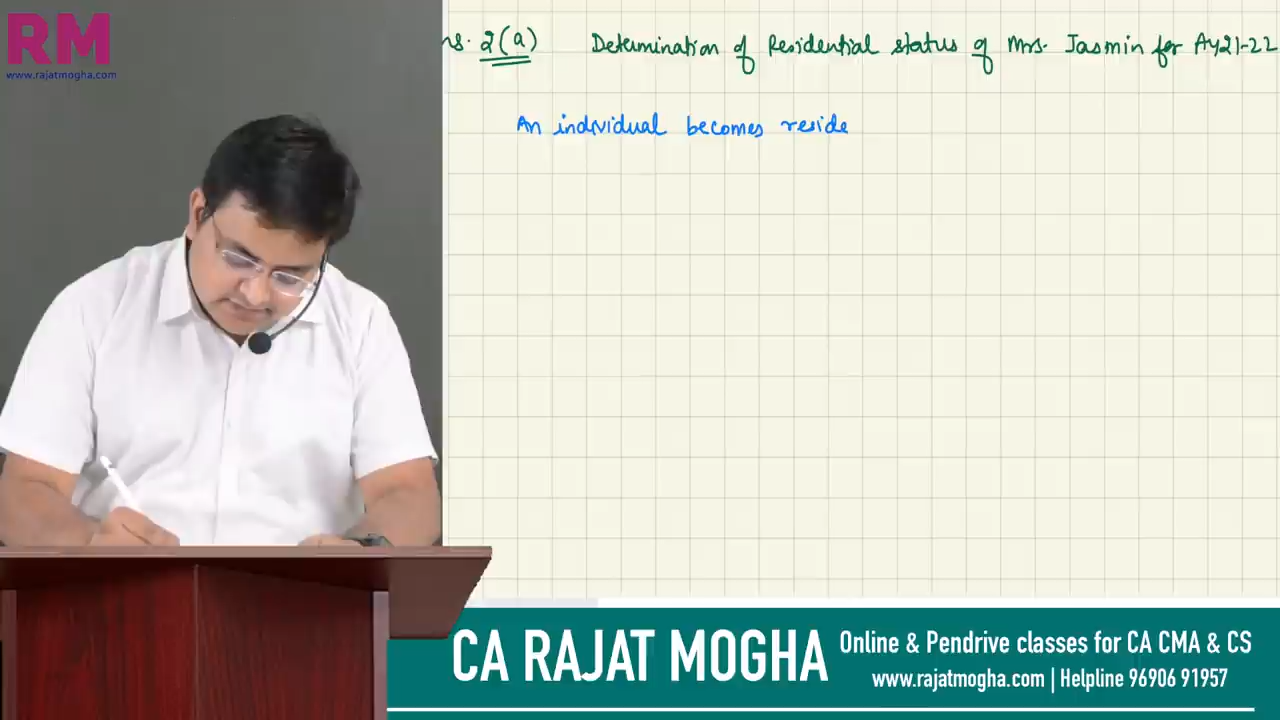 RM
www.rajatmogha.com
ns. 2(a) Determination of Residential status of Mrs. Jasmin for AY21-22
An individual becomes reside
CA RAJAT MOGHA
Online & Pendrive classes for CA CMA & CS
www.rajatmogha.com | Helpline 96906 91957